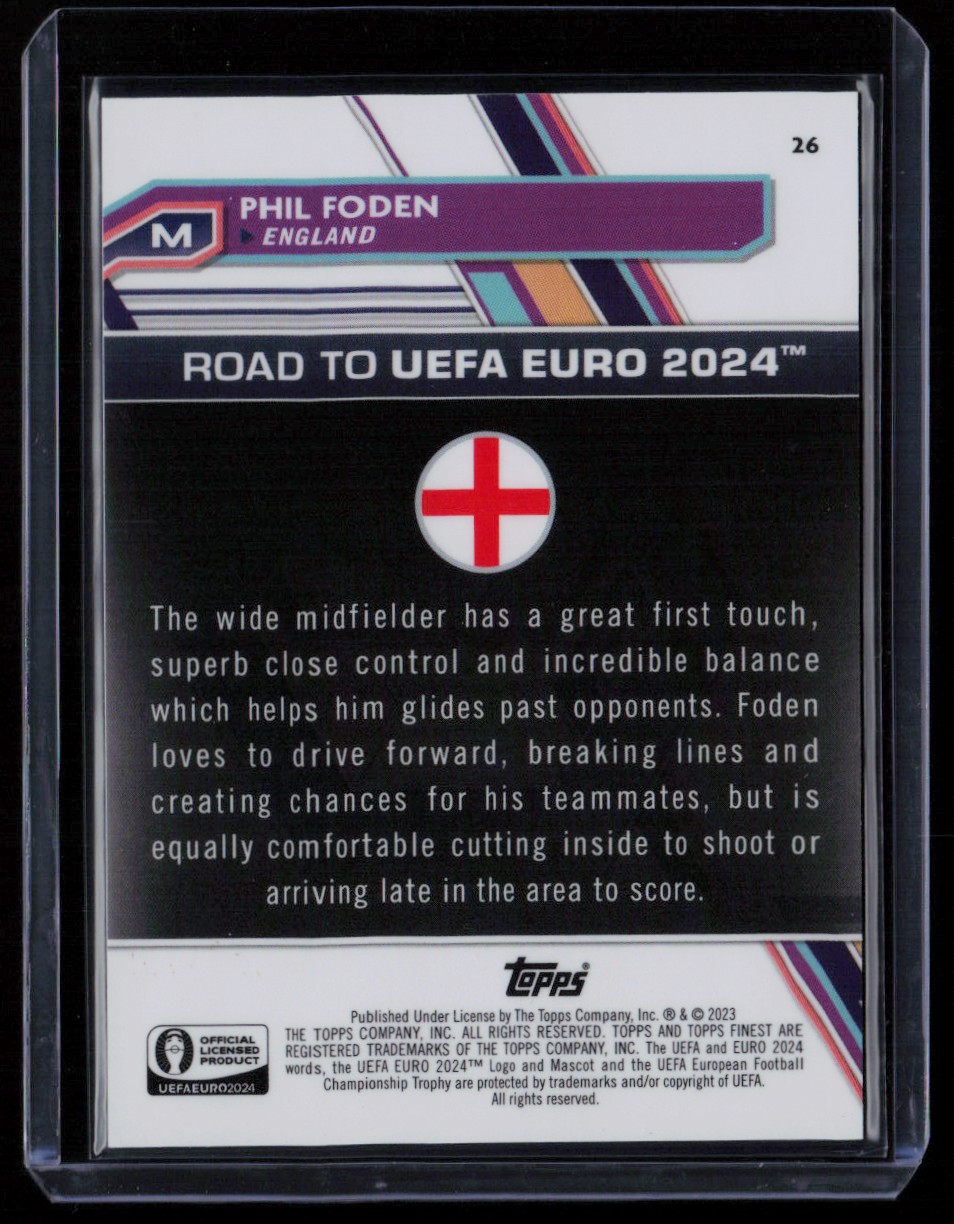 26
PHIL FODEN
M
ENGLAND
ROAD TO UEFA EURO 2024™
The wide midfielder has a great first touch,
superb close control and incredible balance
which helps him glides past opponents. Foden
loves to drive forward, breaking lines and
creating chances for his teammates, but is
equally comfortable cutting inside to shoot or
arriving late in the area to score.
topps®
Published Under License by The Topps Company, Inc. ® & © 2023
THE TOPPS COMPANY, INC. ALL RIGHTS RESERVED. TOPPS AND TOPPS FINEST ARE
REGISTERED TRADEMARKS OF THE TOPPS COMPANY, INC. The UEFA and EURO 2024
words, the UEFA EURO 2024™ Logo and Mascot and the UEFA European Football
Championship Trophy are protected by trademarks and/or copyright of UEFA.
All rights reserved.
OFFICIAL
LICENSED
PRODUCT
UEFAEURO2024